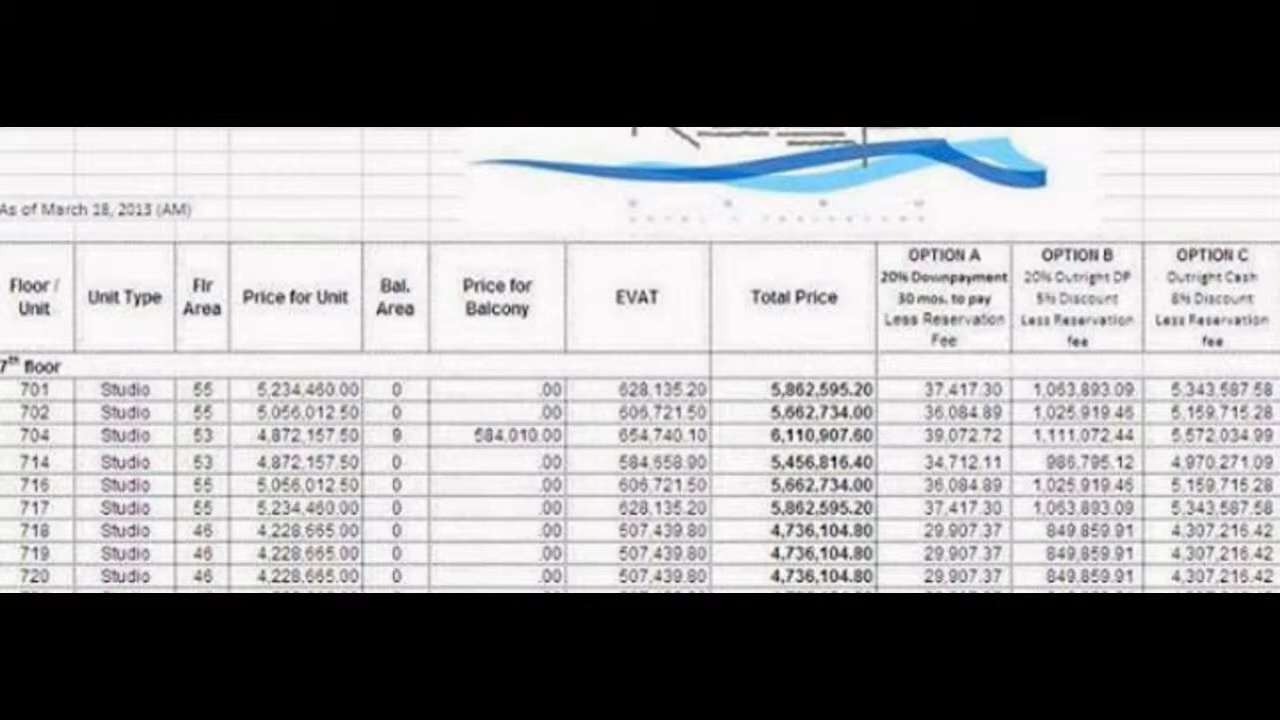 As of March 18, 2013 (AM)
Floor / Unit Unit Type Flr Area Price for Unit Bal. Area Price for Balcony EVAT Total Price OPTION A 20% Downpayment 30 mos. to pay Less Reservation Fee OPTION B 20% Outright DP 5% Discount Less Reservation fee OPTION C Outright Cash 8% Discount Less Reservation fee
7th floor
701 Studio 55 5,234,460.00 0 .00 628,135.20 5,862,595.20 37,417.30 1,063,893.09 5,343,587.58
702 Studio 55 5,056,012.50 0 .00 606,721.50 5,662,734.00 36,084.89 1,025,919.46 5,159,715.28
704 Studio 53 4,872,157.50 9 584,010.00 654,740.10 6,110,907.60 39,072.72 1,111,072.44 5,572,034.99
714 Studio 53 4,872,157.50 0 .00 584,658.90 5,456,816.40 34,712.11 986,795.12 4,970,271.09
716 Studio 55 5,056,012.50 0 .00 606,721.50 5,662,734.00 36,084.89 1,025,919.46 5,159,715.28
717 Studio 55 5,234,460.00 0 .00 628,135.20 5,862,595.20 37,417.30 1,063,893.09 5,343,587.58
718 Studio 46 4,228,665.00 0 .00 507,439.80 4,736,104.80 29,907.37 849,859.91 4,307,216.42
719 Studio 46 4,228,665.00 0 .00 507,439.80 4,736,104.80 29,907.37 849,859.91 4,307,216.42
720 Studio 46 4,228,665.00 0 .00 507,439.80 4,736,104.80 29,907.37 849,859.91 4,307,216.42